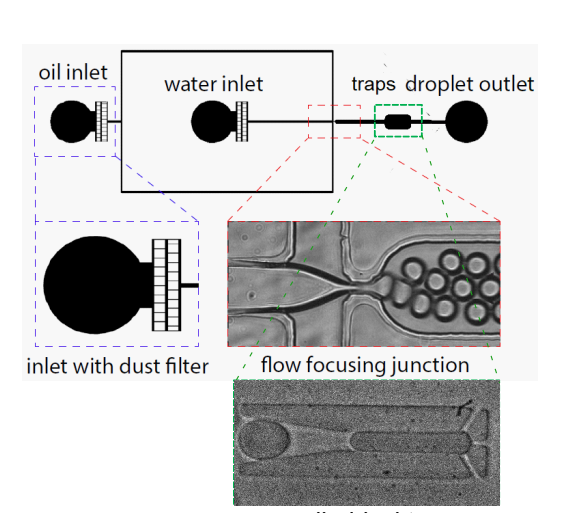 oil inlet
water inlet
traps droplet outlet
inlet with dust filter
flow focusing junction